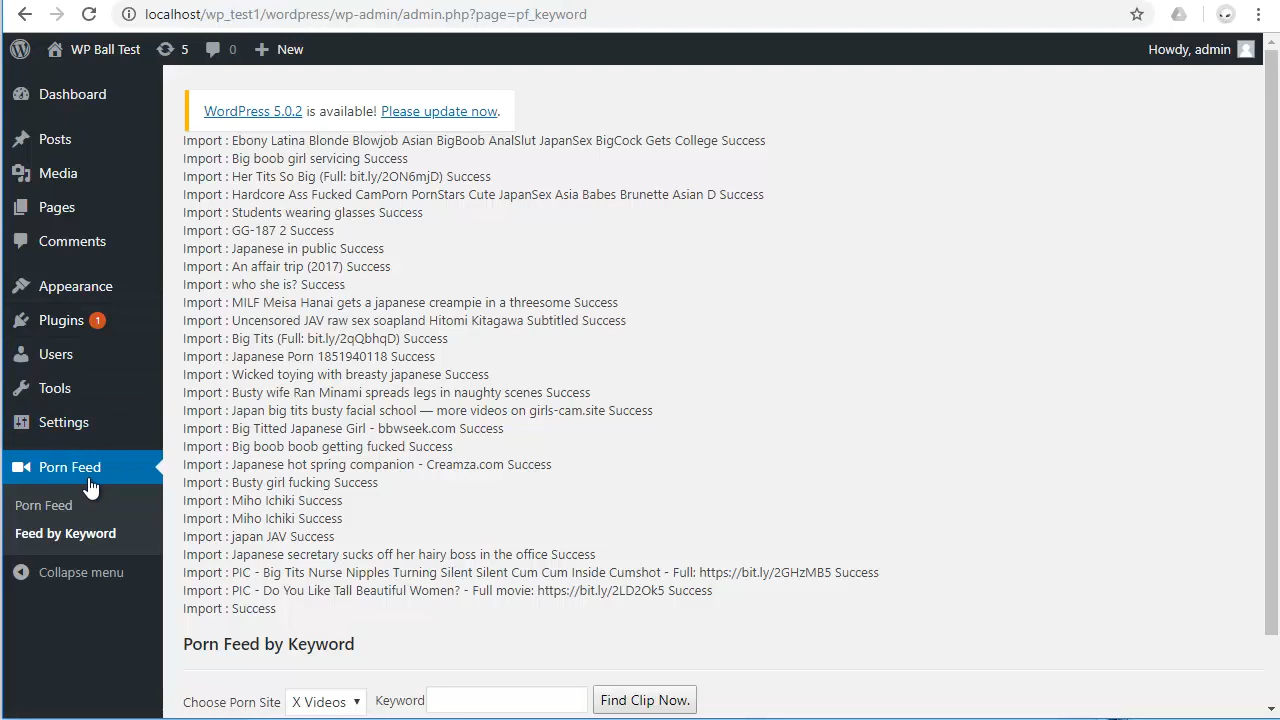 localhost/wp_test1/wordpress/wp-admin/admin.php?page=pf_keyword
WP Ball Test 5 0 New Howdy, admin
Dashboard
Posts
Media
Pages
Comments
Appearance
Plugins 1
Users
Tools
Settings
Porn Feed
Porn Feed
Feed by Keyword
Collapse menu
WordPress 5.0.2 is available! Please update now.
Import : Ebony Latina Blonde Blowjob Asian BigBoob AnalSlut JapanSex BigCock Gets College Success
Import : Big boob girl servicing Success
Import : Her Tits So Big (Full: bit.ly/2ON6mjD) Success
Import : Hardcore Ass Fucked CamPorn PornStars Cute JapanSex Asia Babes Brunette Asian D Success
Import : Students wearing glasses Success
Import : GG-187 2 Success
Import : Japanese in public Success
Import : An affair trip (2017) Success
Import : who she is? Success
Import : MILF Meisa Hanai gets a japanese creampie in a threesome Success
Import : Uncensored JAV raw sex soapland Hitomi Kitagawa Subtitled Success
Import : Big Tits (Full: bit.ly/2qQbhqD) Success
Import : Japanese Porn 1851940118 Success
Import : Wicked toying with breasty japanese Success
Import : Busty wife Ran Minami spreads legs in naughty scenes Success
Import : Japan big tits busty facial school — more videos on girls-cam.site Success
Import : Big Titted Japanese Girl - bbwseek.com Success
Import : Big boob boob getting fucked Success
Import : Japanese hot spring companion - Creamza.com Success
Import : Busty girl fucking Success
Import : Miho Ichiki Success
Import : Miho Ichiki Success
Import : japan JAV Success
Import : Japanese secretary sucks off her hairy boss in the office Success
Import : PIC - Big Tits Nurse Nipples Turning Silent Silent Cum Cum Inside Cumshot - Full: https://bit.ly/2GHzMB5 Success
Import : PIC - Do You Like Tall Beautiful Women? - Full movie: https://bit.ly/2LD2Ok5 Success
Import : Success
Porn Feed by Keyword
Choose Porn Site X Videos Keyword Find Clip Now.